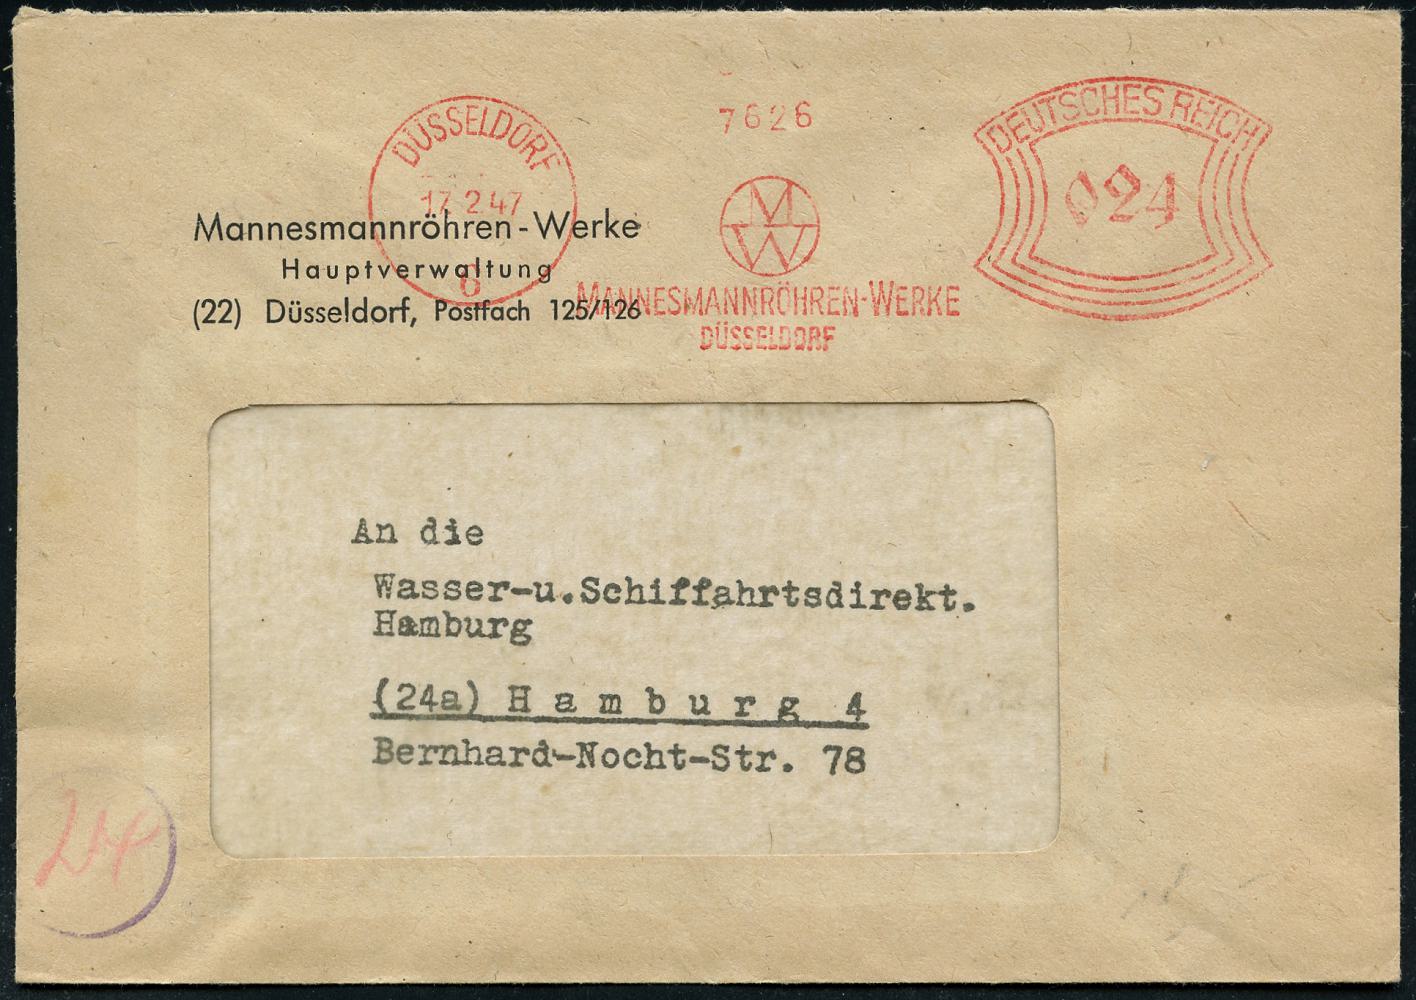 DÜSSELDORF
17.2.47
6
7626
M
W
MANNESMANNRÖHREN-WERKE
DÜSSELDORF
DEUTSCHES REICH
024
Mannesmannröhren-Werke
Hauptverwaltung
(22) Düsseldorf, Postfach 125/126
An die
Wasser-u.Schiffahrtsdirekt.
Hamburg
(24a) H a m b u r g 4
Bernhard-Nocht-Str. 78
24